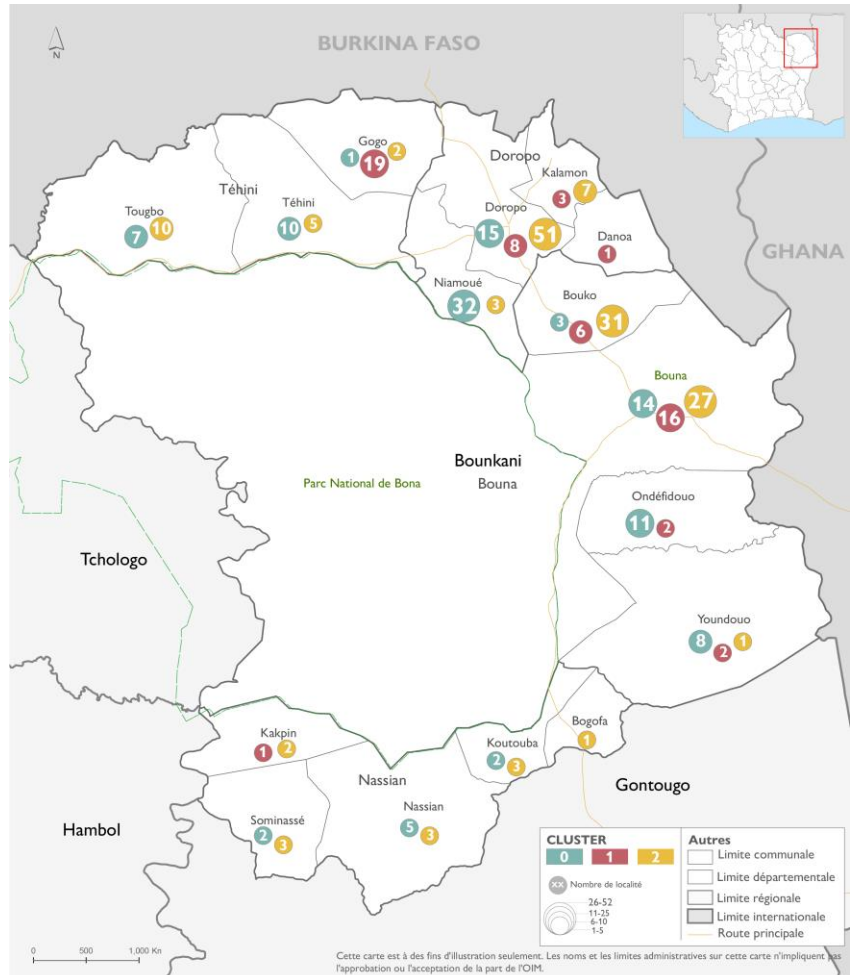 BURKINA FASO
N
Gogo
1
2
19
Doropo
Kalamon
3
7
Téhini
Tougbo
7
10
Téhini
10
5
Doropo
15
8
51
Danoa
1
GHANA
Niamoué
32
3
Bouko
3
6
31
Bouna
14
16
27
Bounkani
Bouna
Parc National de Bona
Ondéfidouo
11
2
Tchologo
Youndouo
8
2
1
Kakpin
1
2
Koutouba
2
3
Bogofa
1
Nassian
Gontougo
Nassian
5
3
Sominassé
2
3
Hambol
CLUSTER
0
1
2
xx Nombre de localité
26-52
11-25
6-10
1-5
Autres
Limite communale
Limite départementale
Limite régionale
Limite internationale
Route principale
0 500 1,000 Kn
Cette carte est à des fins d'illustration seulement. Les noms et les limites administratives sur cette carte n'impliquent pas
l'approbation ou l'acceptation de la part de l'OIM.